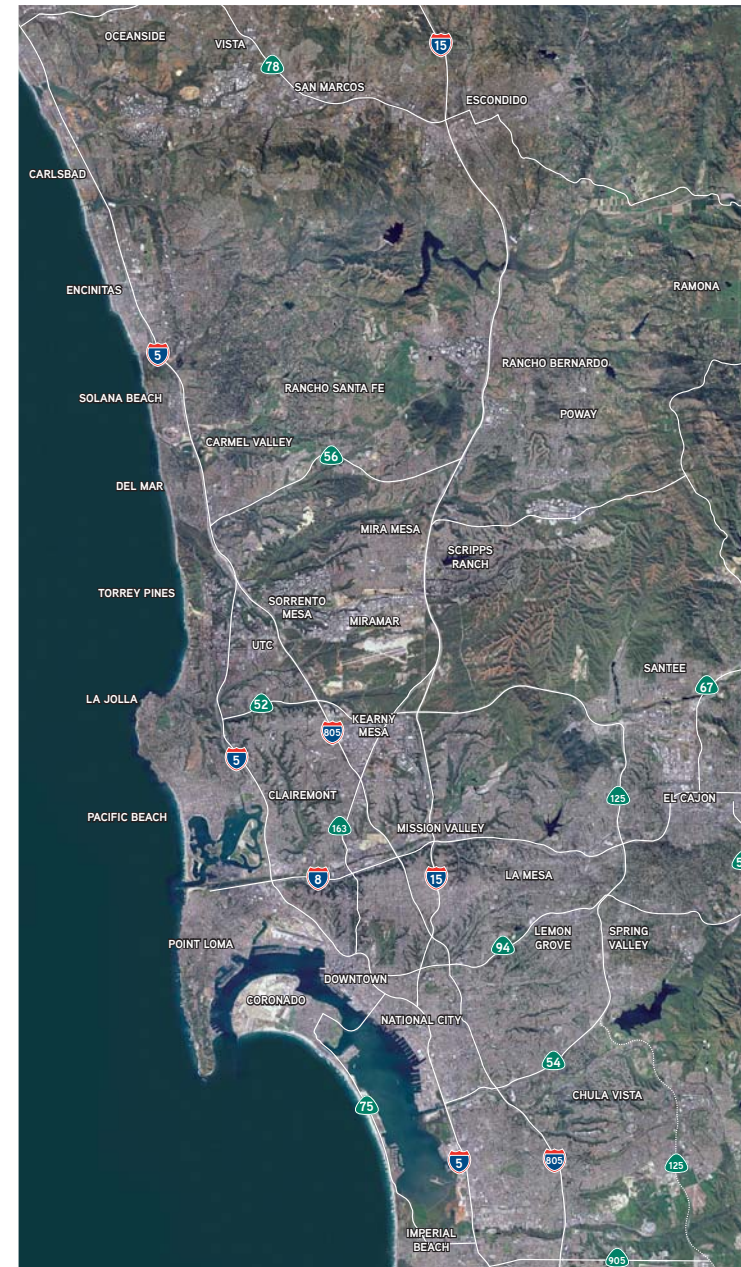 OCEANSIDE
VISTA
15
78
SAN MARCOS
ESCONDIDO
CARLSBAD
ENCINITAS
RAMONA
5
RANCHO BERNARDO
SOLANA BEACH
RANCHO SANTA FE
POWAY
CARMEL VALLEY
56
DEL MAR
MIRA MESA
SCRIPPS
RANCH
TORREY PINES
SORRENTO
MESA
MIRAMAR
UTC
SANTEE
67
LA JOLLA
52
KEARNY
MESA
805
5
CLAIREMONT
125
EL CAJON
PACIFIC BEACH
163
MISSION VALLEY
8
15
LA MESA
POINT LOMA
94
LEMON
GROVE
SPRING
VALLEY
DOWNTOWN
CORONADO
NATIONAL CITY
54
CHULA VISTA
75
5
805
125
IMPERIAL
BEACH
905